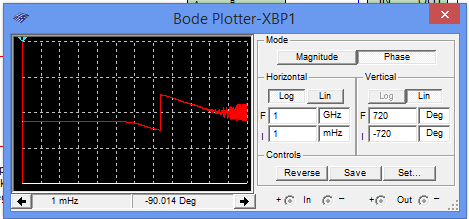 Bode Plotter-XBP1
Mode
Magnitude Phase
Horizontal Vertical
Log Lin Log Lin
F 1 GHz F 720 Deg
I 1 mHz I -720 Deg
Controls
Reverse Save Set...
1 mHz -90.014 Deg
+ In − + Out −